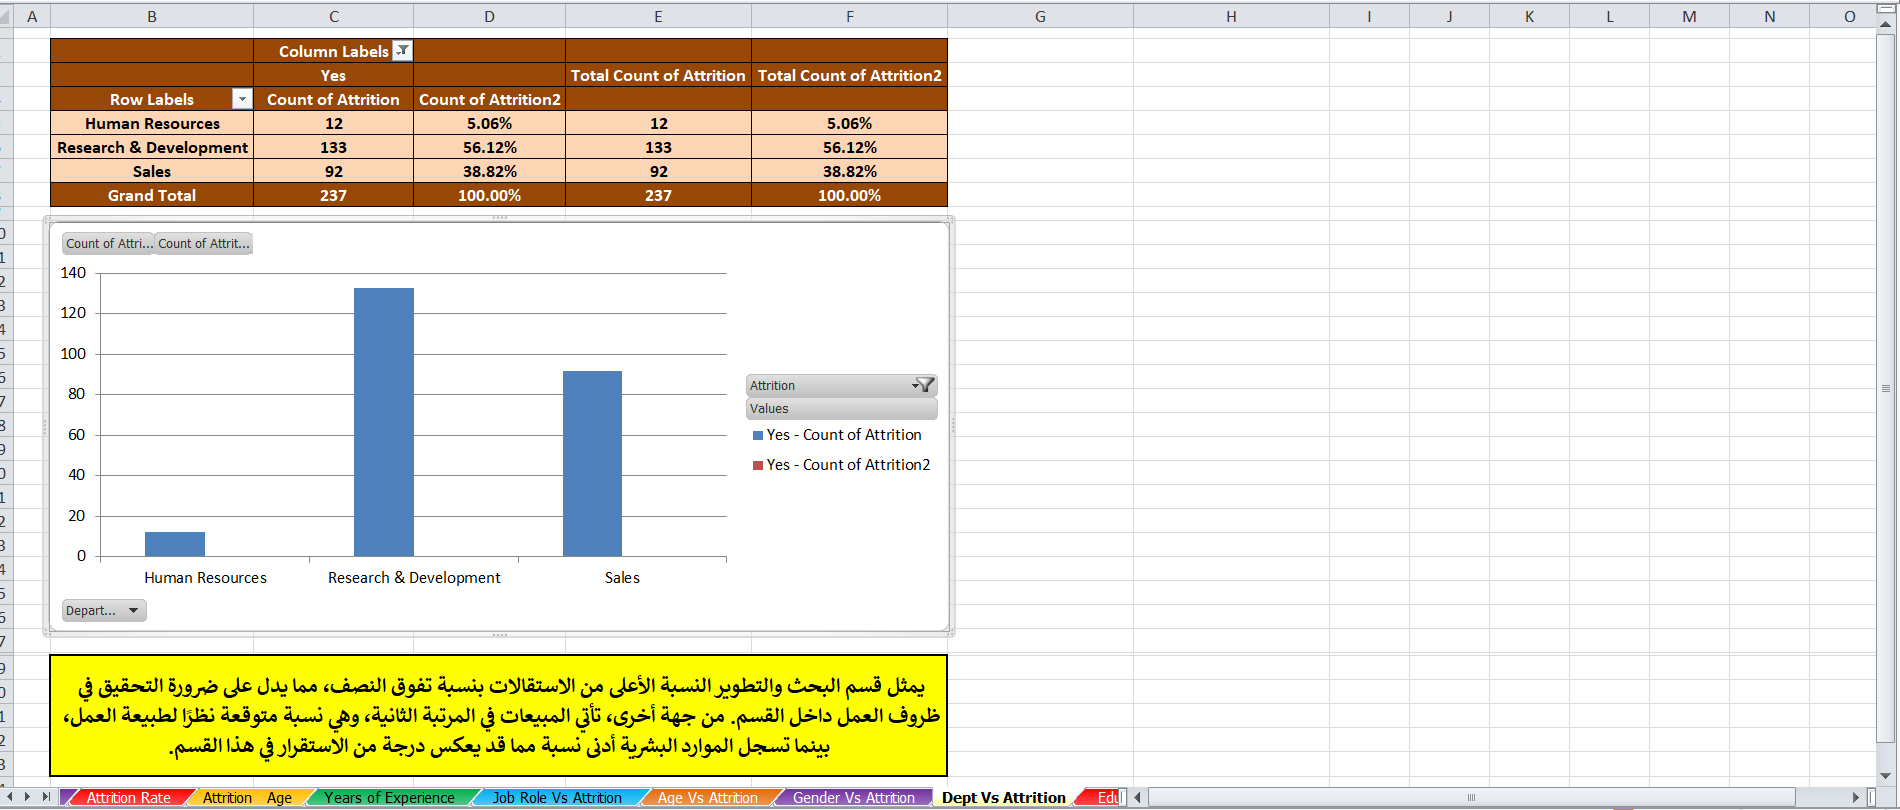 A B C D E F G H I J K L M N O
Column Labels
Yes Total Count of Attrition Total Count of Attrition2
Row Labels Count of Attrition Count of Attrition2
Human Resources 12 5.06% 12 5.06%
Research & Development 133 56.12% 133 56.12%
Sales 92 38.82% 92 38.82%
Grand Total 237 100.00% 237 100.00%
Count of Attri... Count of Attrit...
140
120
100
80
60
40
20
0
Human Resources Research & Development Sales
Attrition
Values
Yes - Count of Attrition
Yes - Count of Attrition2
Depart...
يمثل قسم البحث والتطوير النسبة الأعلى من الاستقالات بنسبة تفوق النصف، مما يدل على ضرورة التحقيق في
ظروف العمل داخل القسم. من جهة أخرى، تأتي المبيعات في المرتبة الثانية، وهي نسبة متوقعة نظرًا لطبيعة العمل،
بينما تسجل الموارد البشرية أدنى نسبة مما قد يعكس درجة من الاستقرار في هذا القسم.
Attrition Rate Attrition Age Years of Experience Job Role Vs Attrition Age Vs Attrition Gender Vs Attrition Dept Vs Attrition